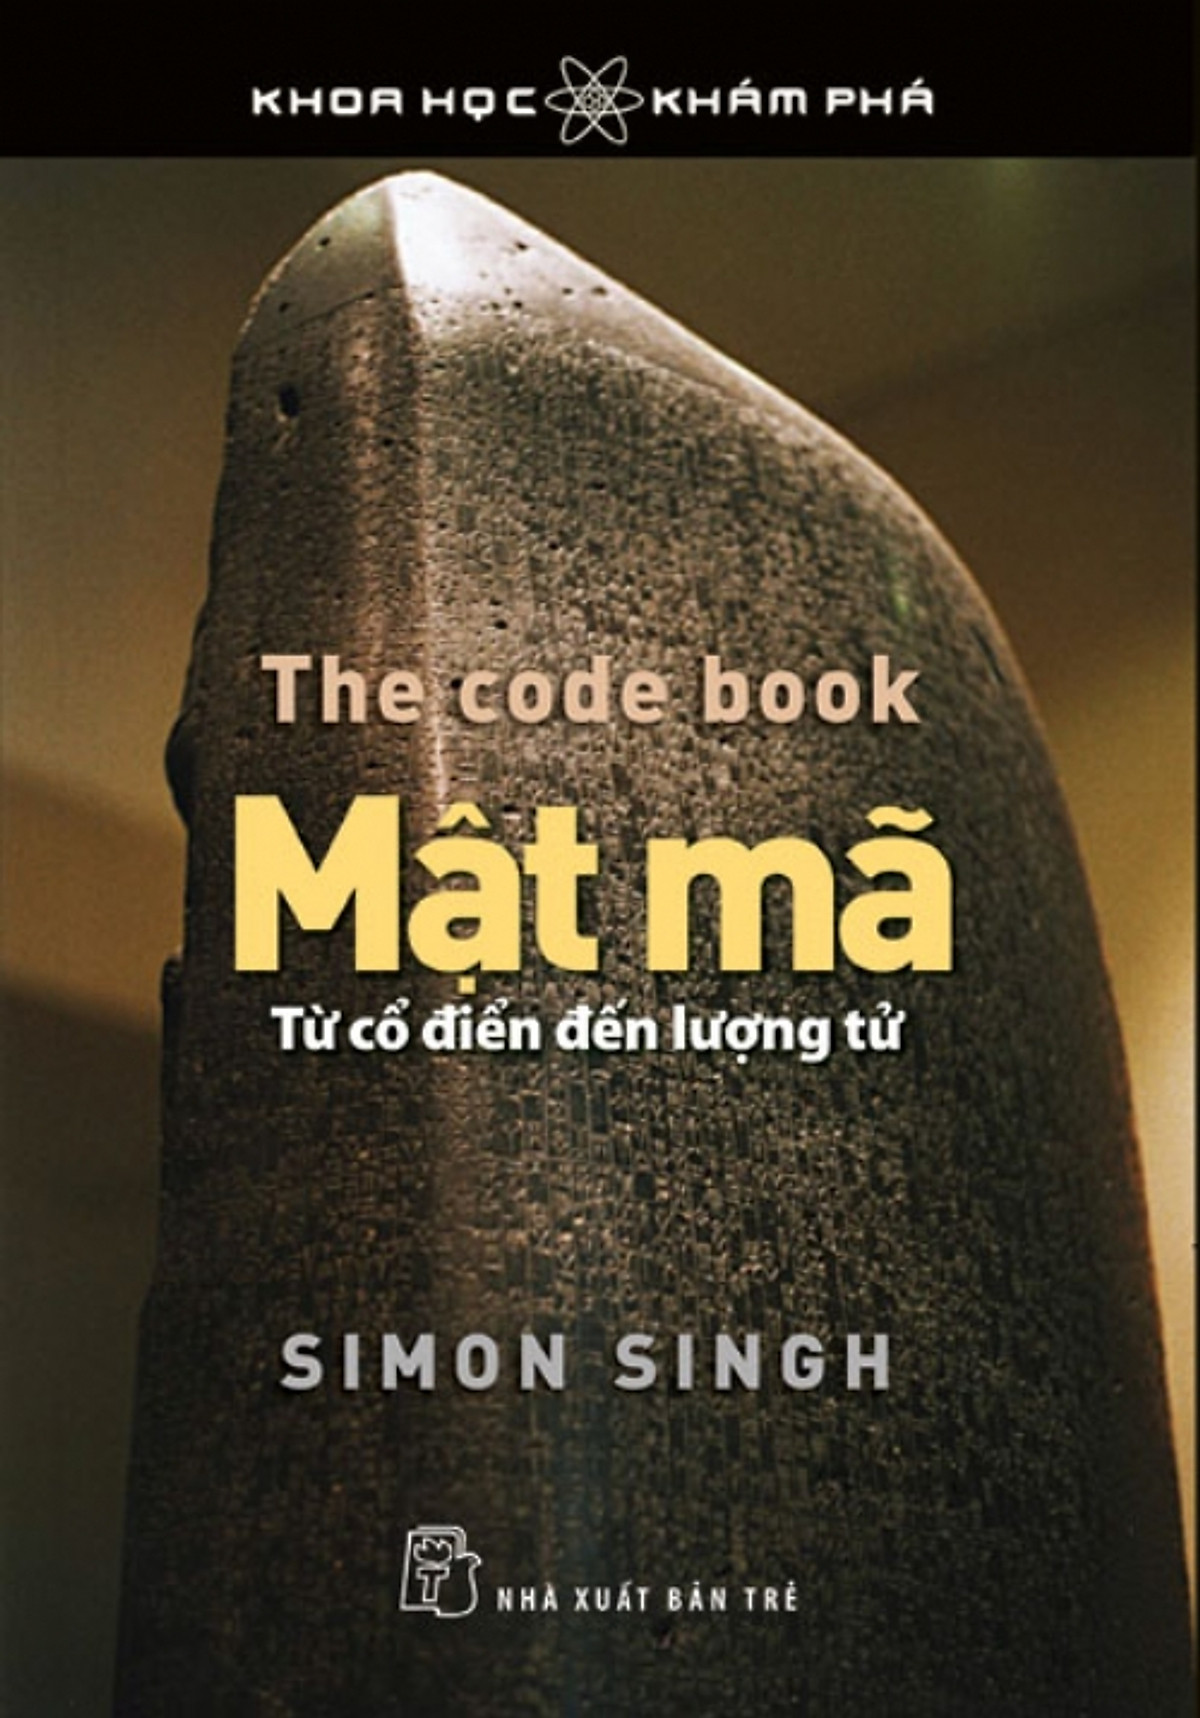 KHOA HỌC KHÁM PHÁ
The code book
Mật mã
Từ cổ điển đến lượng tử
SIMON SINGH
NHÀ XUẤT BẢN TRẺ